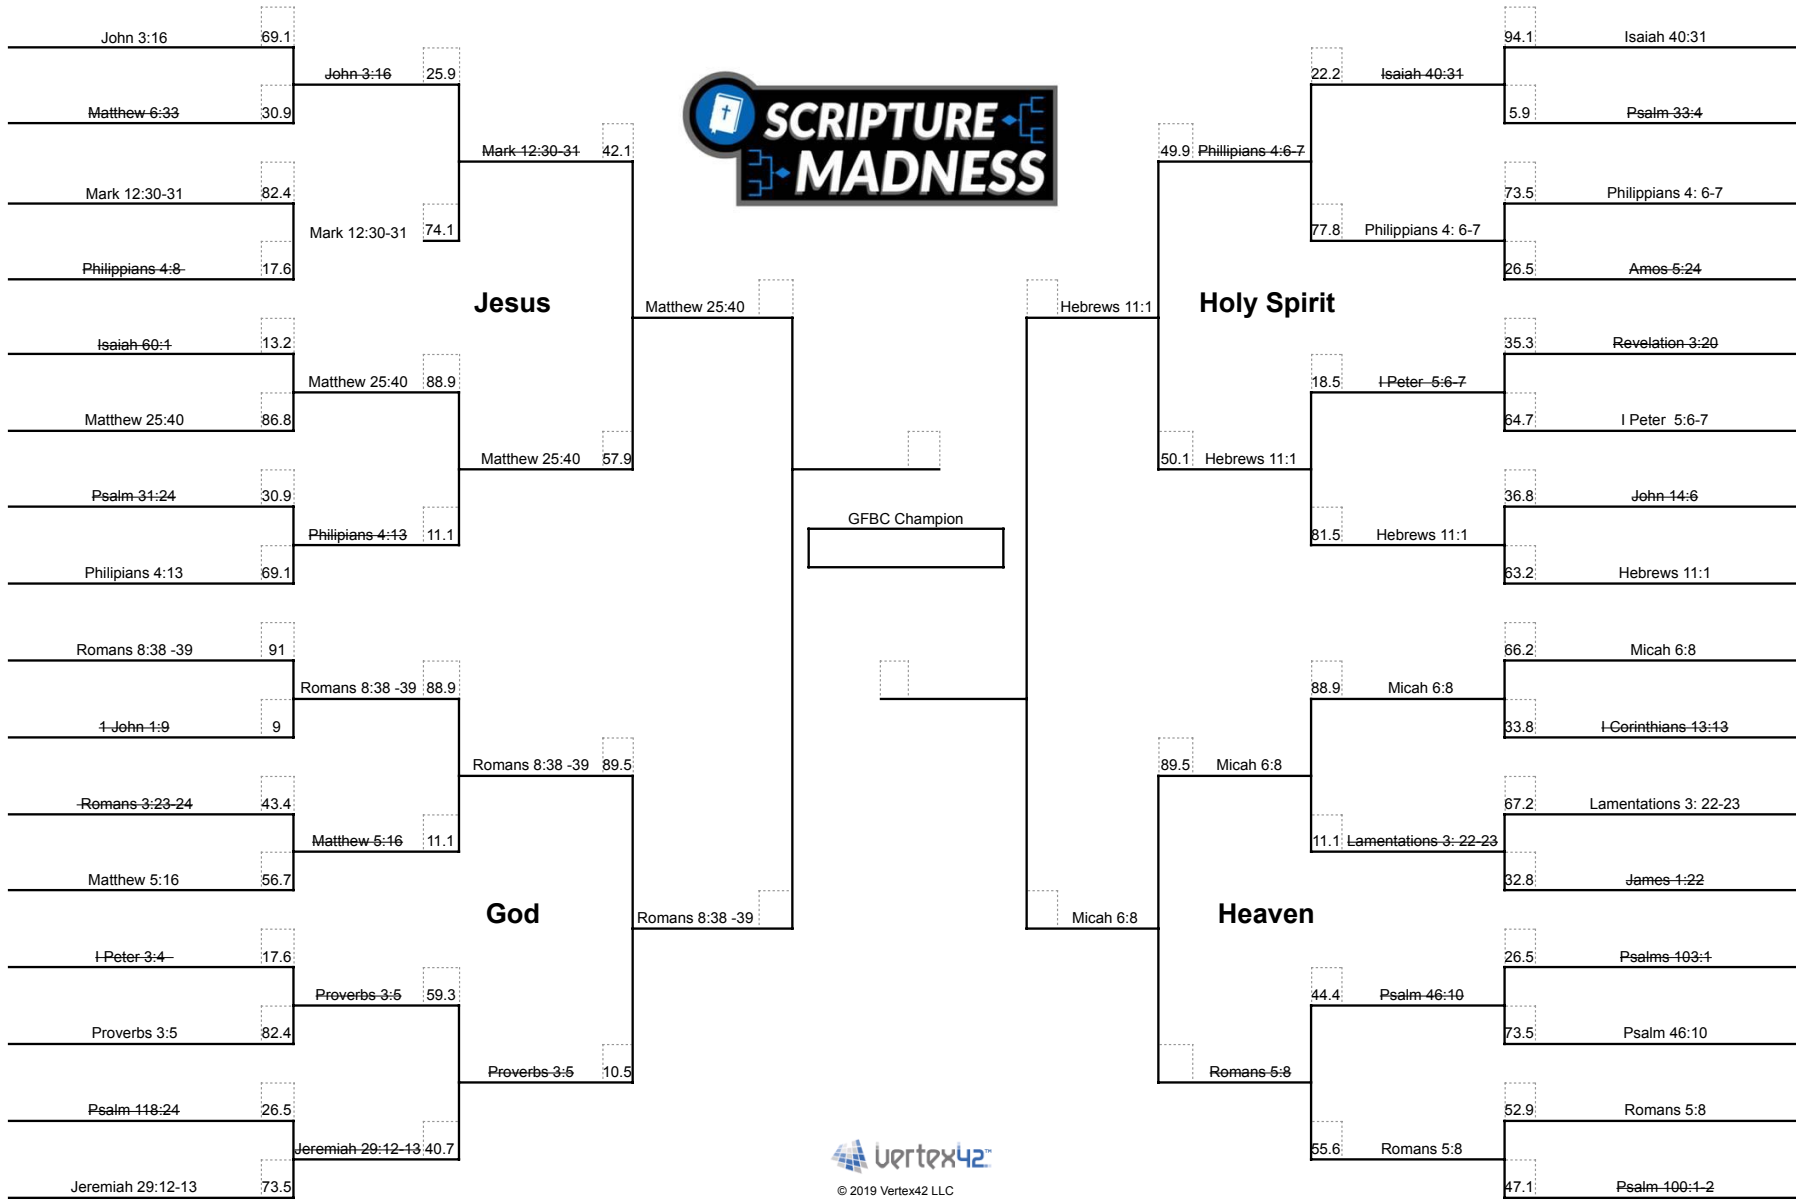 John 3:16 69.1
Matthew 6:33 30.9
Mark 12:30-31 82.4
Philippians 4:8 17.6
Isaiah 60:1 13.2
Matthew 25:40 86.8
Psalm 31:24 30.9
Philipians 4:13 69.1
Romans 8:38 -39 91
1 John 1:9 9
Romans 3:23-24 43.4
Matthew 5:16 56.7
I Peter 3:4 17.6
Proverbs 3:5 82.4
Psalm 118:24 26.5
Jeremiah 29:12-13 73.5
John 3:16 25.9
Mark 12:30-31 74.1
Matthew 25:40 88.9
Philipians 4:13 11.1
Romans 8:38 -39 88.9
Matthew 5:16 11.1
Proverbs 3:5 59.3
Jeremiah 29:12-13 40.7
Mark 12:30-31 42.1
Jesus
Matthew 25:40 57.9
Romans 8:38 -39 89.5
God
Proverbs 3:5 10.5
Matthew 25:40
Romans 8:38 -39
SCRIPTURE
MADNESS
GFBC Champion
vertex42™
© 2019 Vertex42 LLC
Hebrews 11:1
Micah 6:8
49.9 Phillipians 4:6-7
Holy Spirit
50.1 Hebrews 11:1
89.5 Micah 6:8
Heaven
Romans 5:8
22.2 Isaiah 40:31
77.8 Philippians 4: 6-7
18.5 I Peter 5:6-7
81.5 Hebrews 11:1
88.9 Micah 6:8
11.1 Lamentations 3: 22-23
44.4 Psalm 46:10
55.6 Romans 5:8
94.1 Isaiah 40:31
5.9 Psalm 33:4
73.5 Philippians 4: 6-7
26.5 Amos 5:24
35.3 Revelation 3:20
64.7 I Peter 5:6-7
36.8 John 14:6
63.2 Hebrews 11:1
66.2 Micah 6:8
33.8 I Corinthians 13:13
67.2 Lamentations 3: 22-23
32.8 James 1:22
26.5 Psalms 103:1
73.5 Psalm 46:10
52.9 Romans 5:8
47.1 Psalm 100:1-2